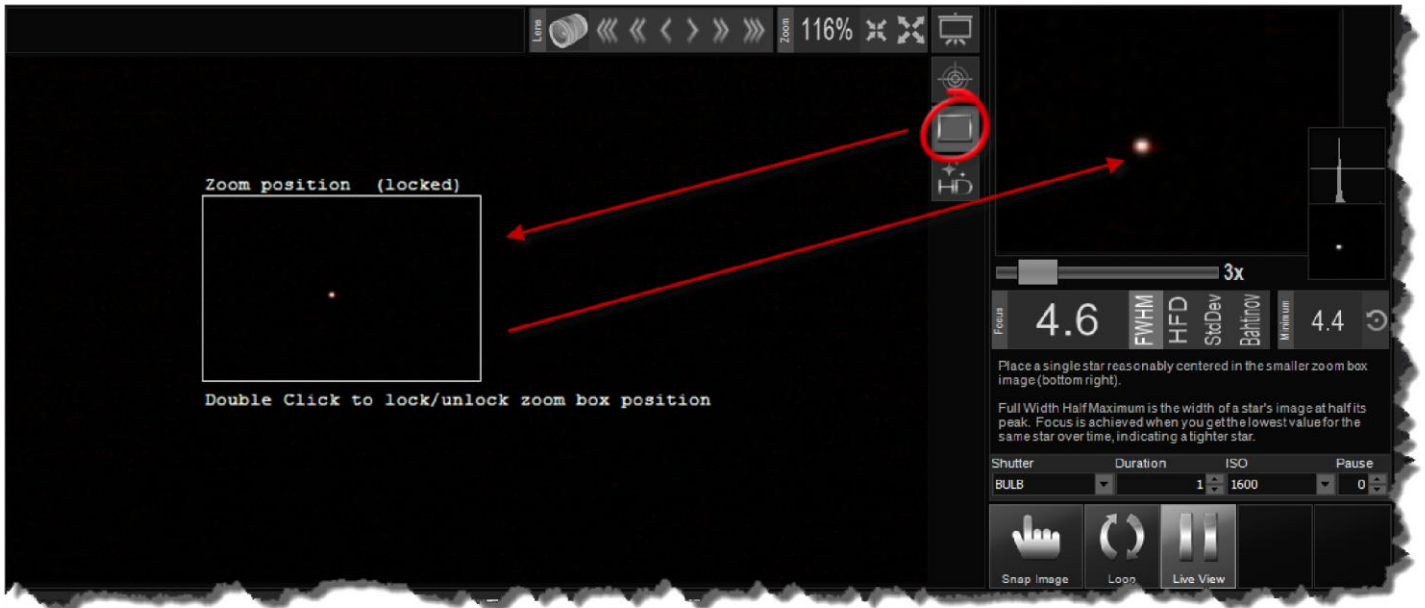 Lens
Zoom
116%
HD
Zoom position (locked)
Double Click to lock/unlock zoom box position
3x
Focus
4.6
FWHM
HFD
StdDev
Bahtinov
Minimum
4.4
Place a single star reasonably centered in the smaller zoom box
image (bottom right).
Full Width Half Maximum is the width of a star's image at half its
peak. Focus is achieved when you get the lowest value for the
same star over time, indicating a tighter star.
Shutter Duration ISO Pause
BULB 1 1600 0
Snap Image Loop Live View